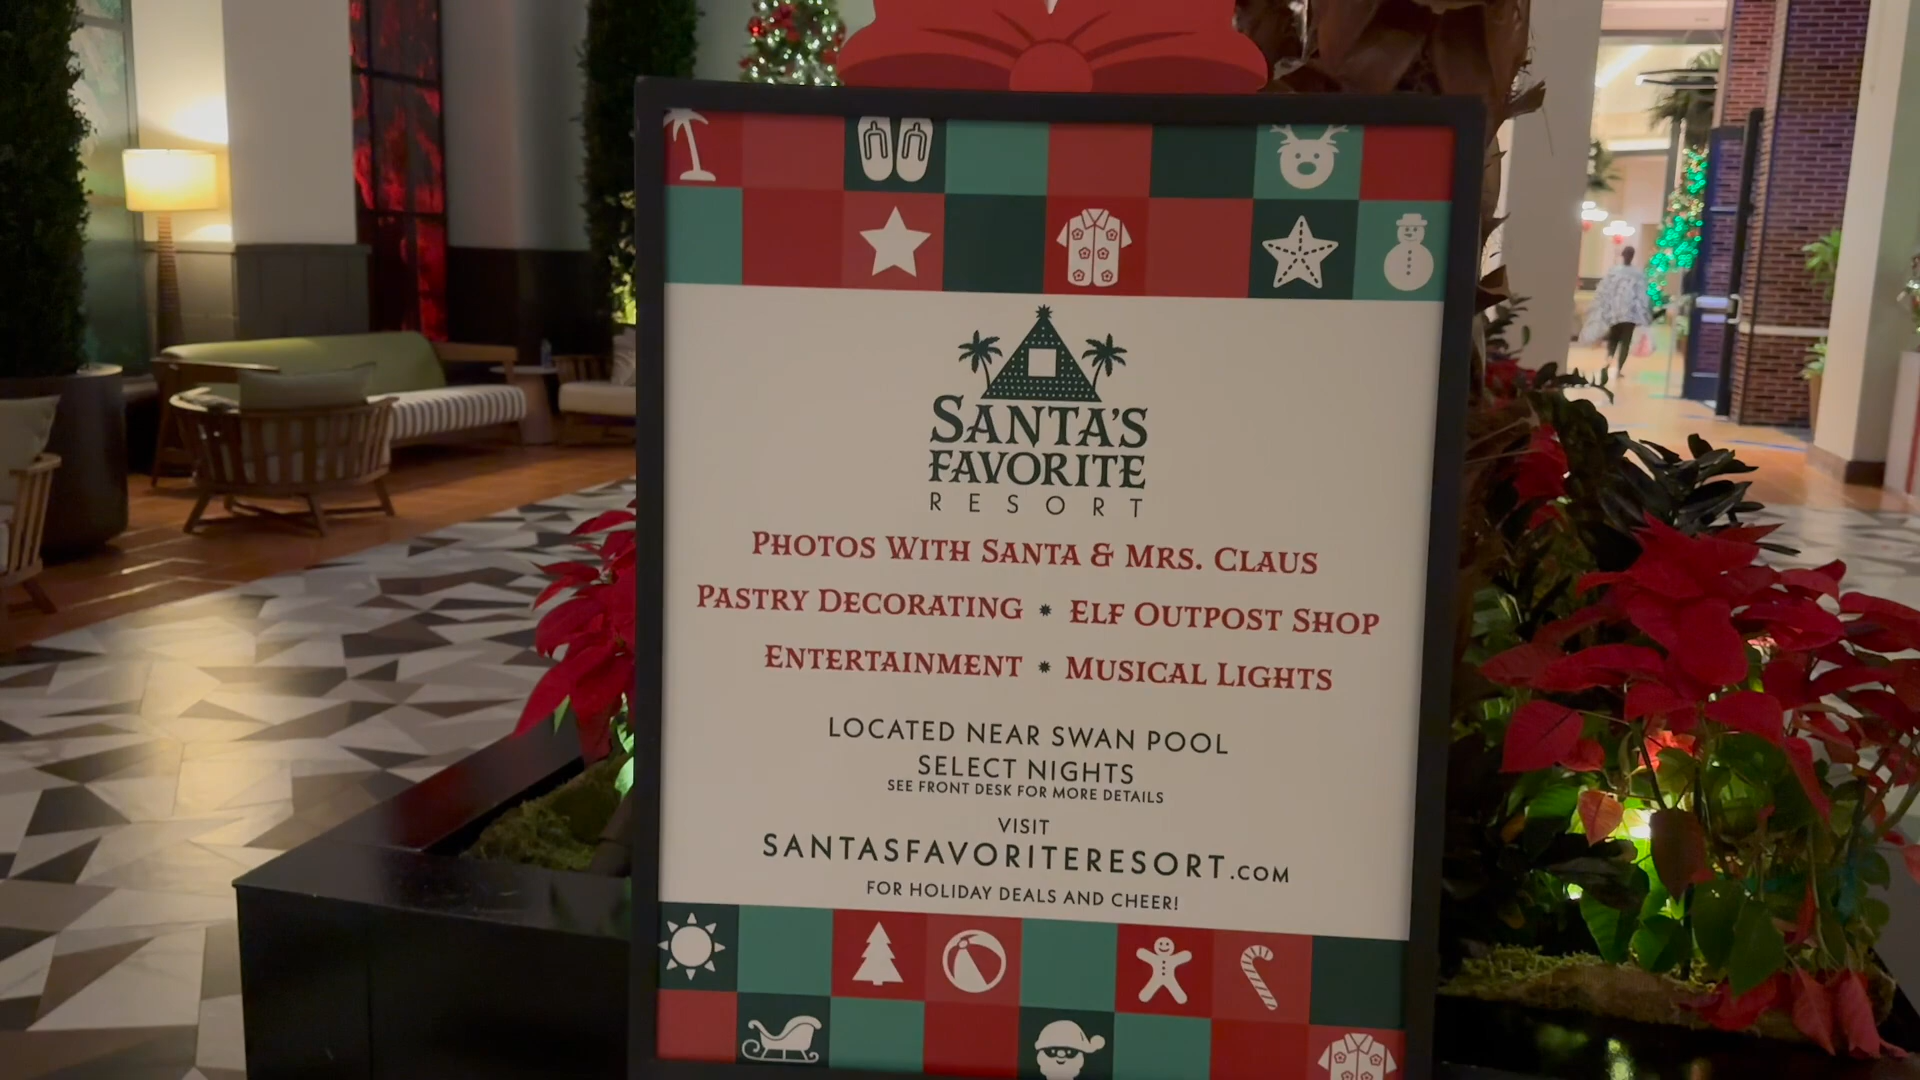 SANTA'S
FAVORITE
RESORT
PHOTOS WITH SANTA & MRS. CLAUS
PASTRY DECORATING * ELF OUTPOST SHOP
ENTERTAINMENT * MUSICAL LIGHTS
LOCATED NEAR SWAN POOL
SELECT NIGHTS
SEE FRONT DESK FOR MORE DETAILS
VISIT
SANTASFAVORITERESORT.COM
FOR HOLIDAY DEALS AND CHEER!